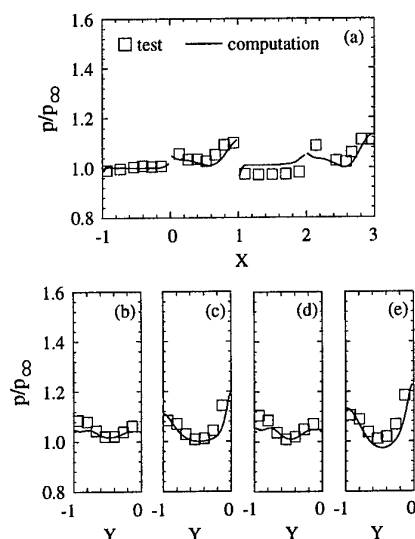 1.6
□ test — computation (a)
1.4
p/p∞
1.2
1.0
0.8
-1 0 1 2 3
X
1.6
(b) (c) (d) (e)
1.4
p/p∞
1.2
1.0
0.8
-1 0 -1 0 -1 0 -1 0
Y Y Y Y